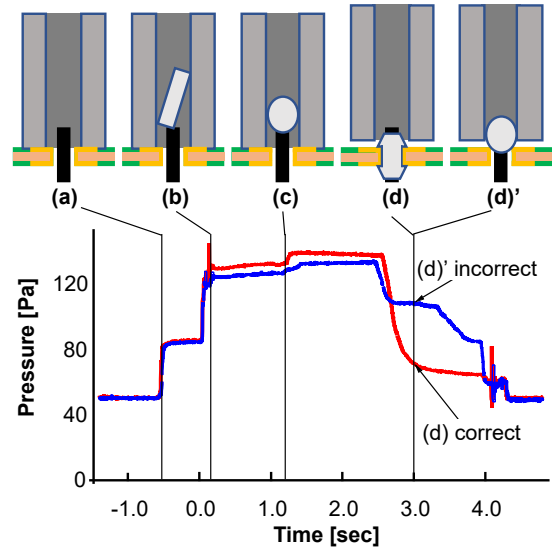 (a) (b) (c) (d) (d)'
Pressure [Pa]
120
80
40
0
(d)' incorrect
(d) correct
-1.0 0.0 1.0 2.0 3.0 4.0
Time [sec]